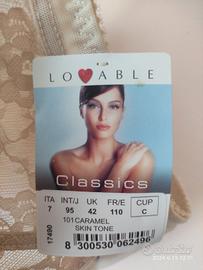 LOVABLE
Classics
ITA INT/J UK FR/E CUP
7 95 42 110 C
101 CARAMEL
SKIN TONE
17490
8 300530 062496